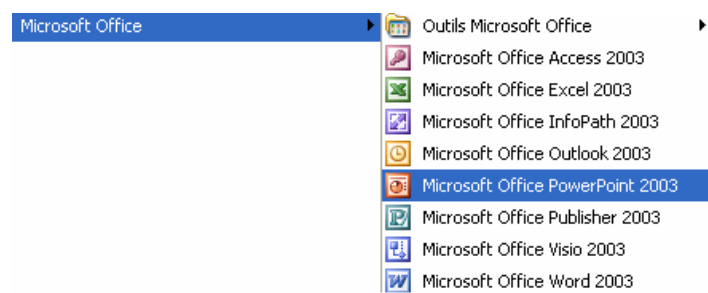 Microsoft Office
Outils Microsoft Office
Microsoft Office Access 2003
Microsoft Office Excel 2003
Microsoft Office InfoPath 2003
Microsoft Office Outlook 2003
Microsoft Office PowerPoint 2003
Microsoft Office Publisher 2003
Microsoft Office Visio 2003
Microsoft Office Word 2003